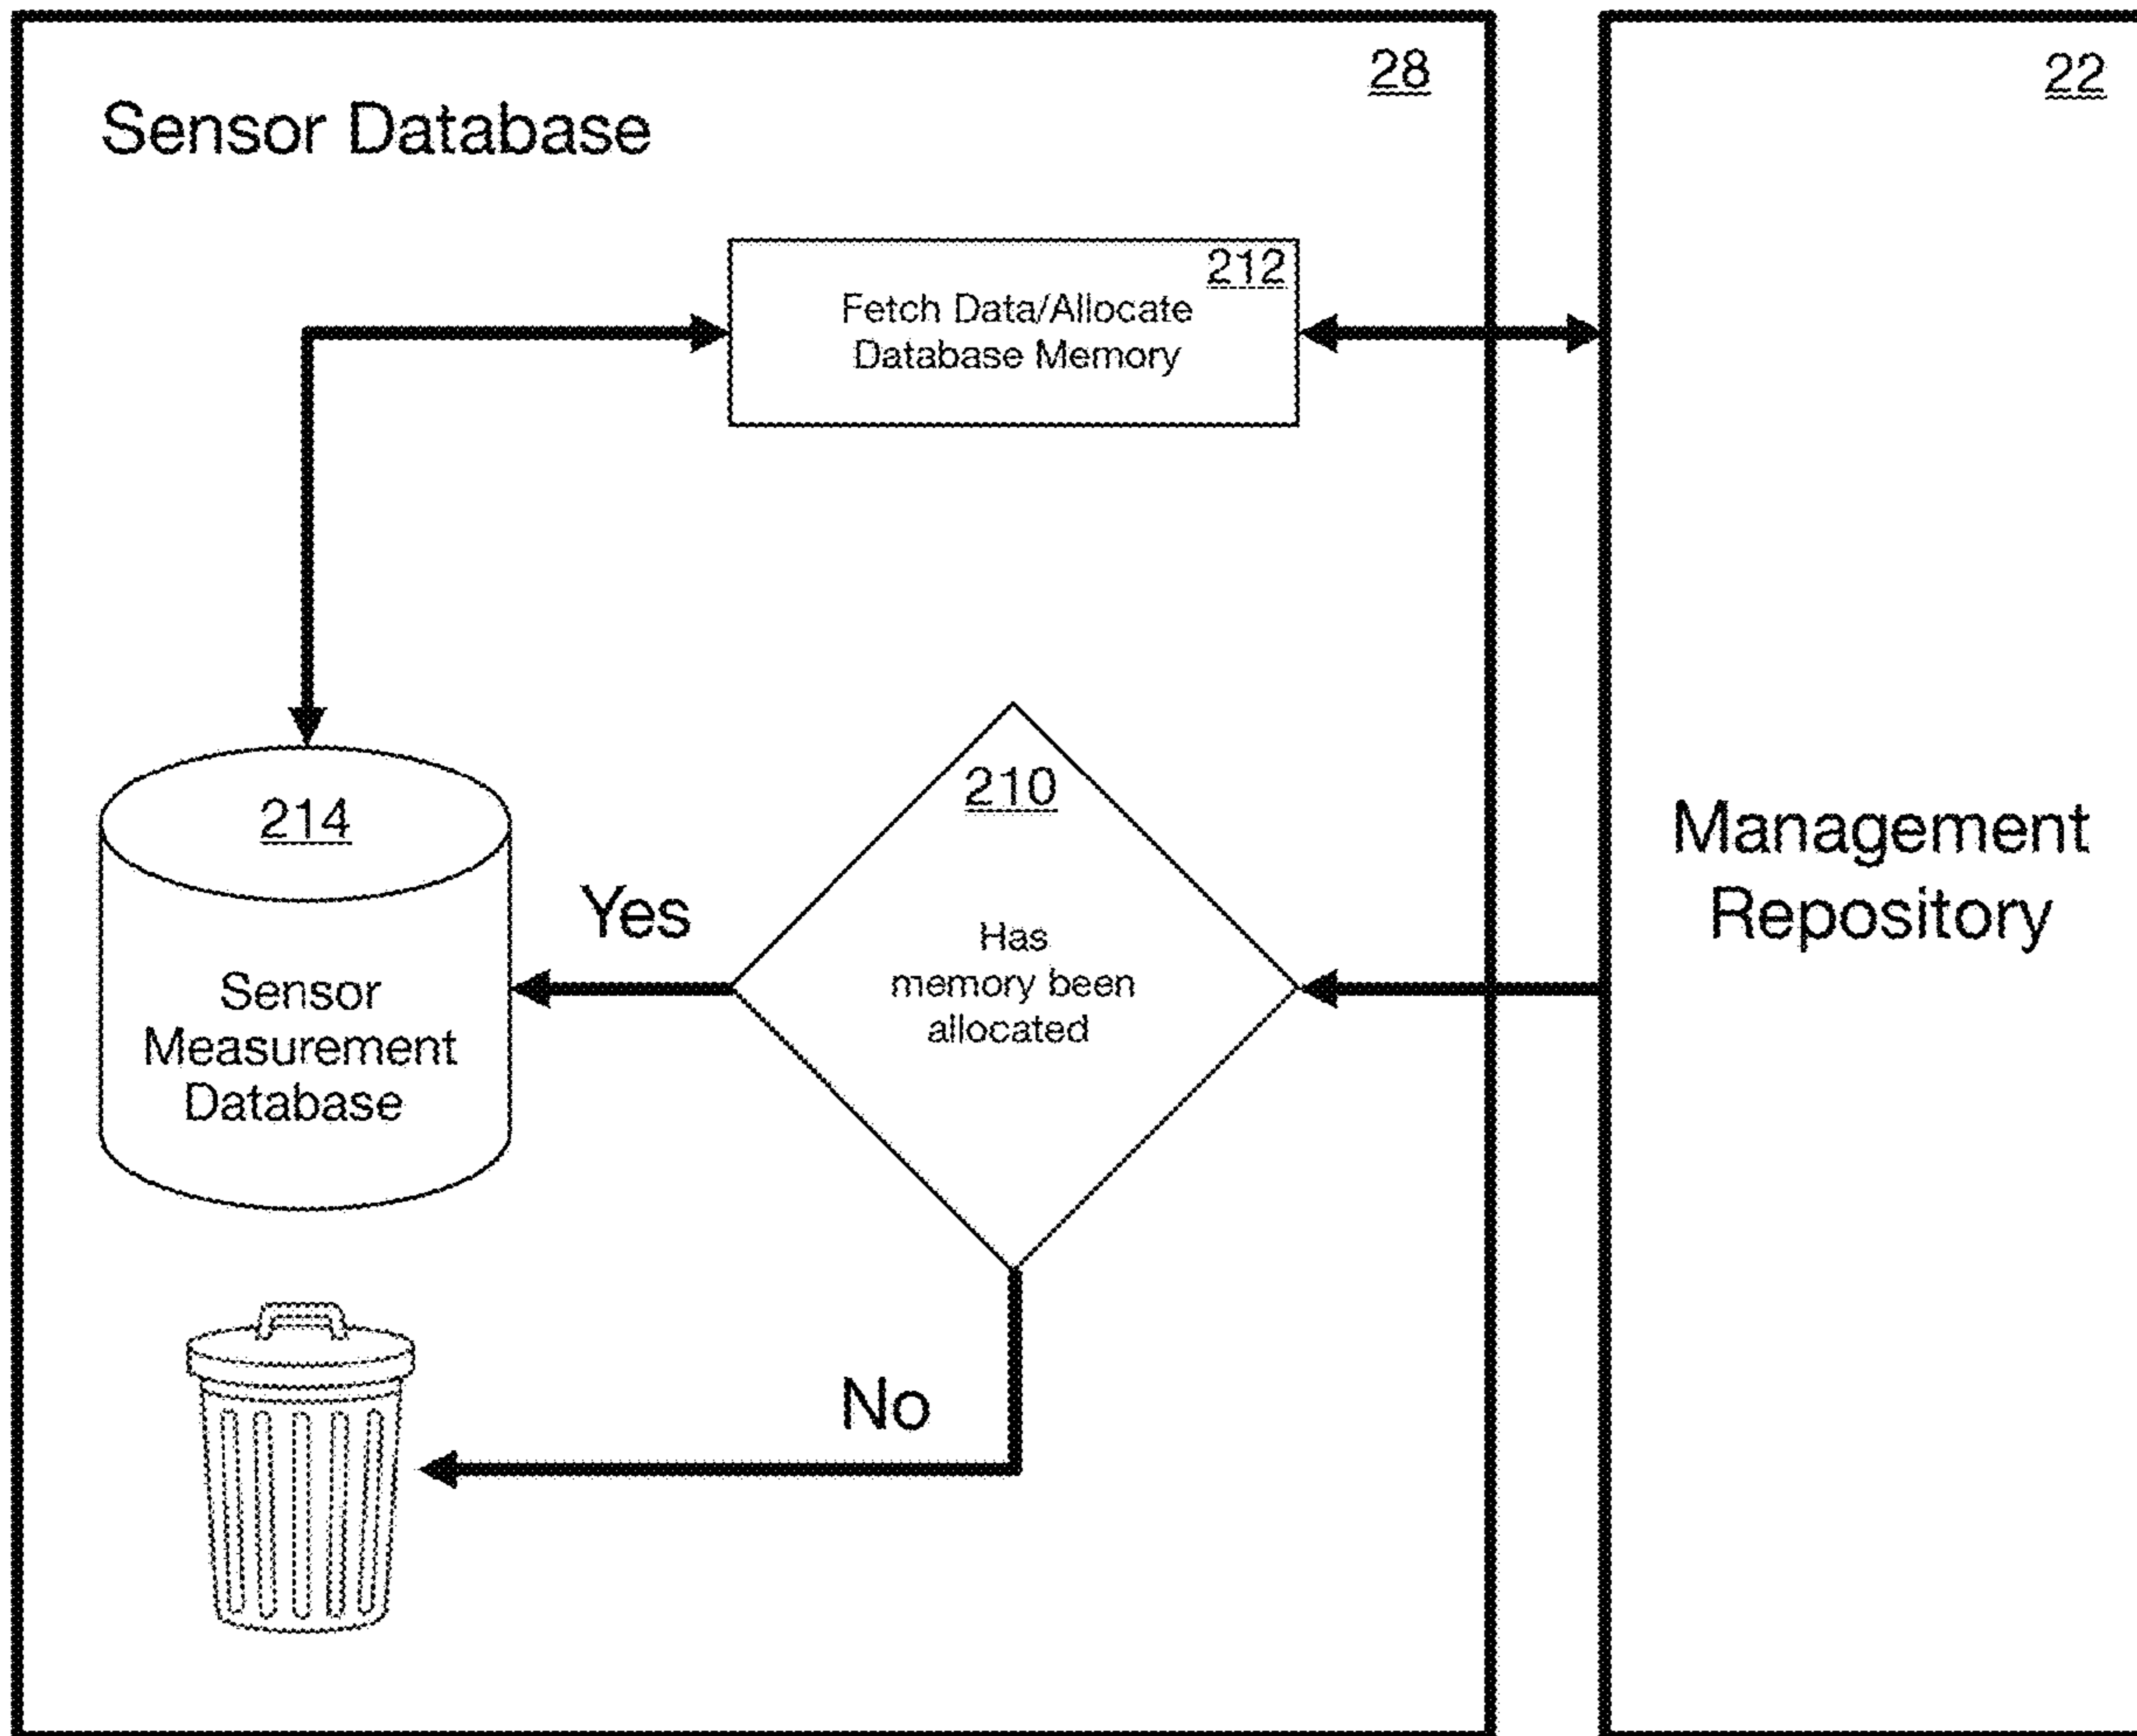 28
22
Sensor Database
212
Fetch Data/Allocate
Database Memory
214
Sensor
Measurement
Database
Yes
210
Has
memory been
allocated
Management
Repository
No